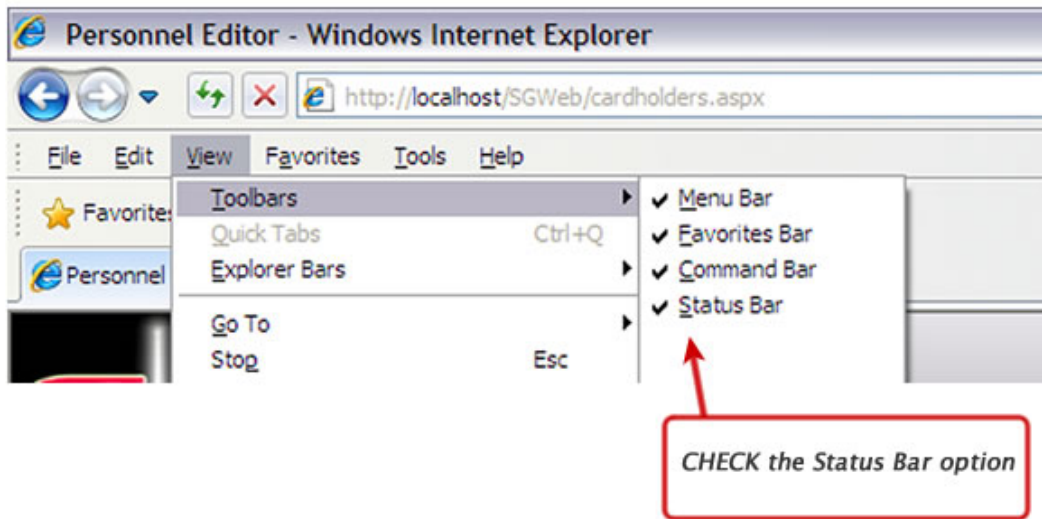 Personnel Editor - Windows Internet Explorer
http://localhost/SGWeb/cardholders.aspx
File Edit View Favorites Tools Help
Favorites
Toolbars
Quick Tabs Ctrl+Q
Explorer Bars
Go To
Stop Esc
Menu Bar
Favorites Bar
Command Bar
Status Bar
Personnel
CHECK the Status Bar option